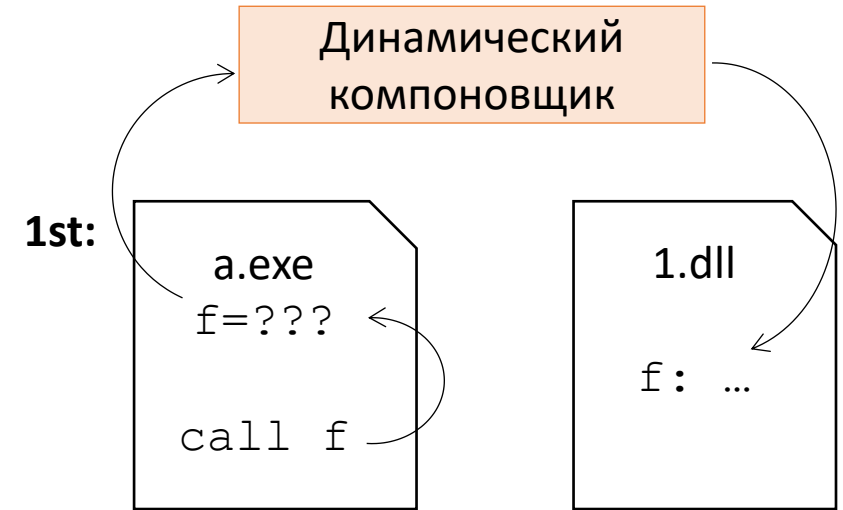 Динамический
компоновщик
1st:
a.exe
f=???
call f
1.dll
f: …